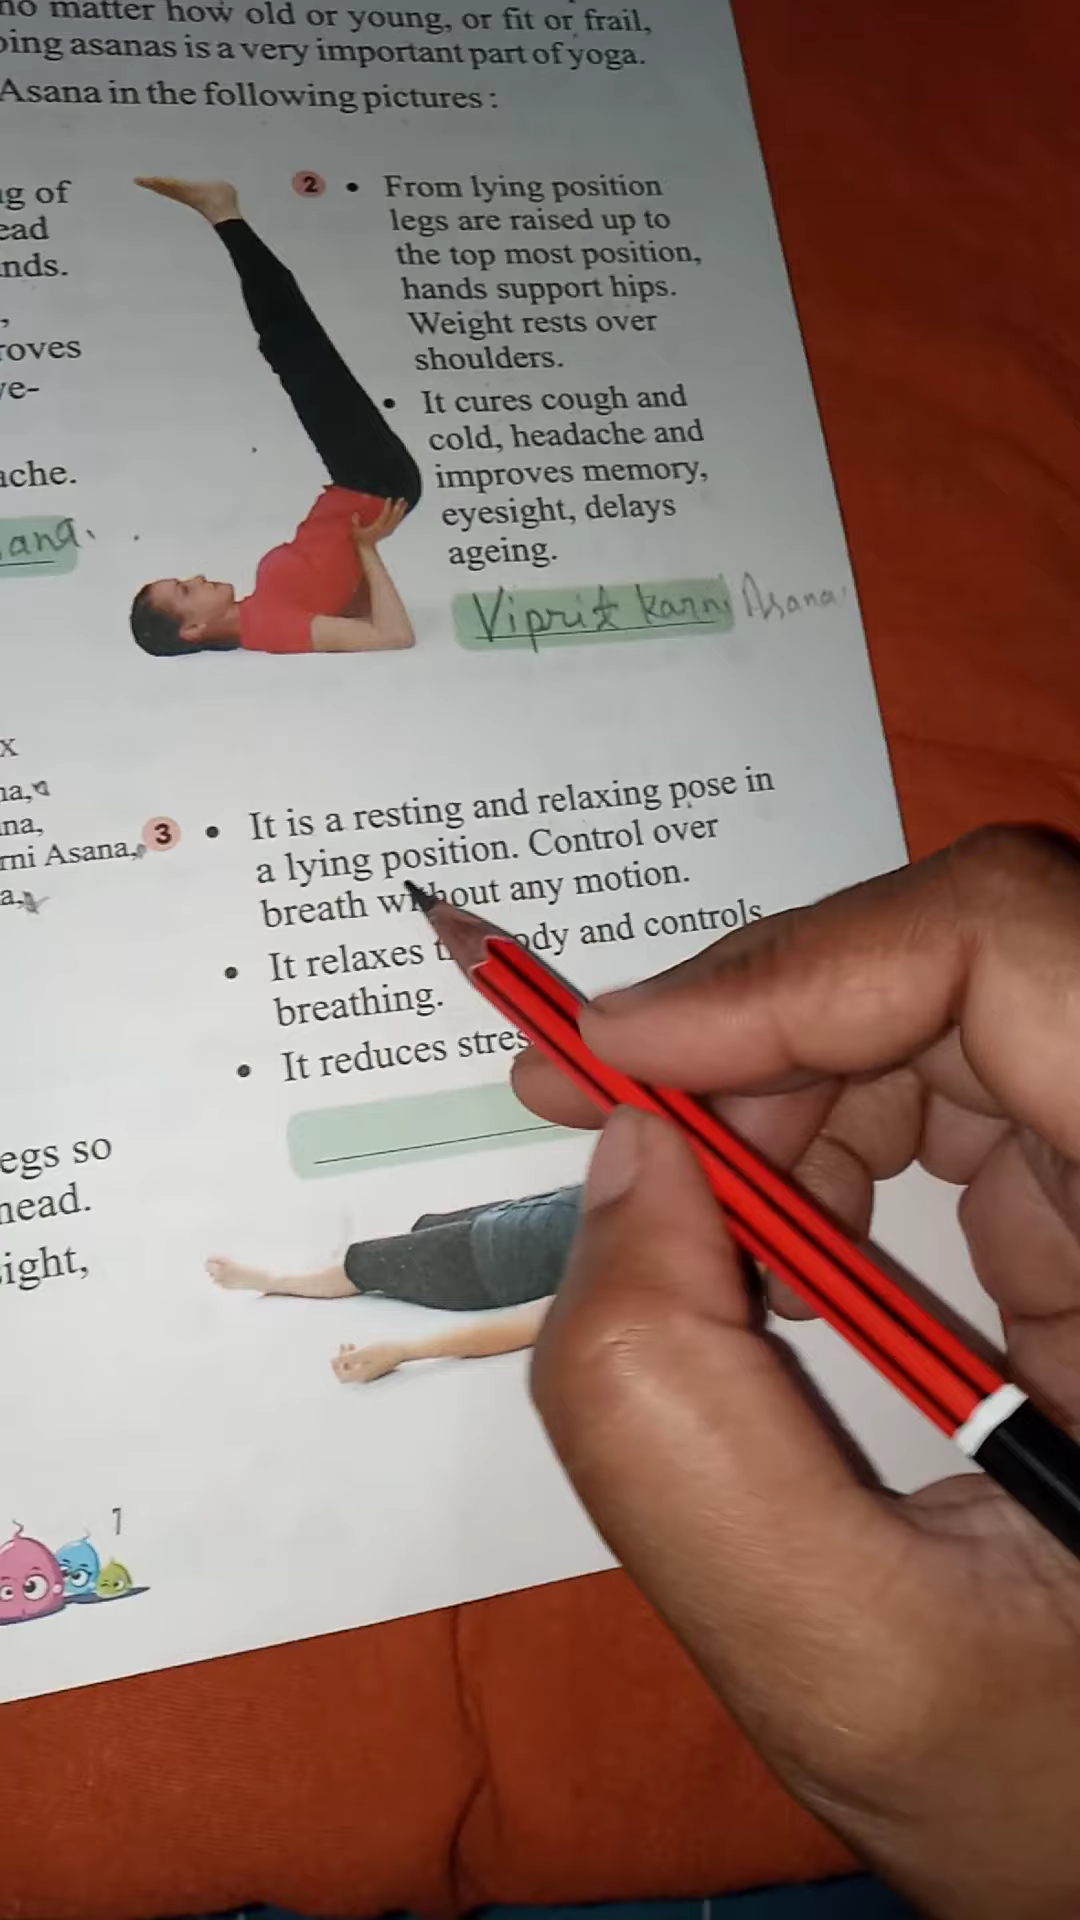 no matter how old or young, or fit or frail,
oing asanas is a very important part of yoga.
Asana in the following pictures :
g of
ead
nds.
,
roves
ve-
ache.
ana.
x
na,
na,
rni Asana,
a,
egs so
head.
ight,
2 • From lying position
legs are raised up to
the top most position,
hands support hips.
Weight rests over
shoulders.
• It cures cough and
cold, headache and
improves memory,
eyesight, delays
ageing.
Viprit karni Asana
3 • It is a resting and relaxing pose in
a lying position. Control over
breath without any motion.
• It relaxes t ody and controls
breathing.
• It reduces stres
1